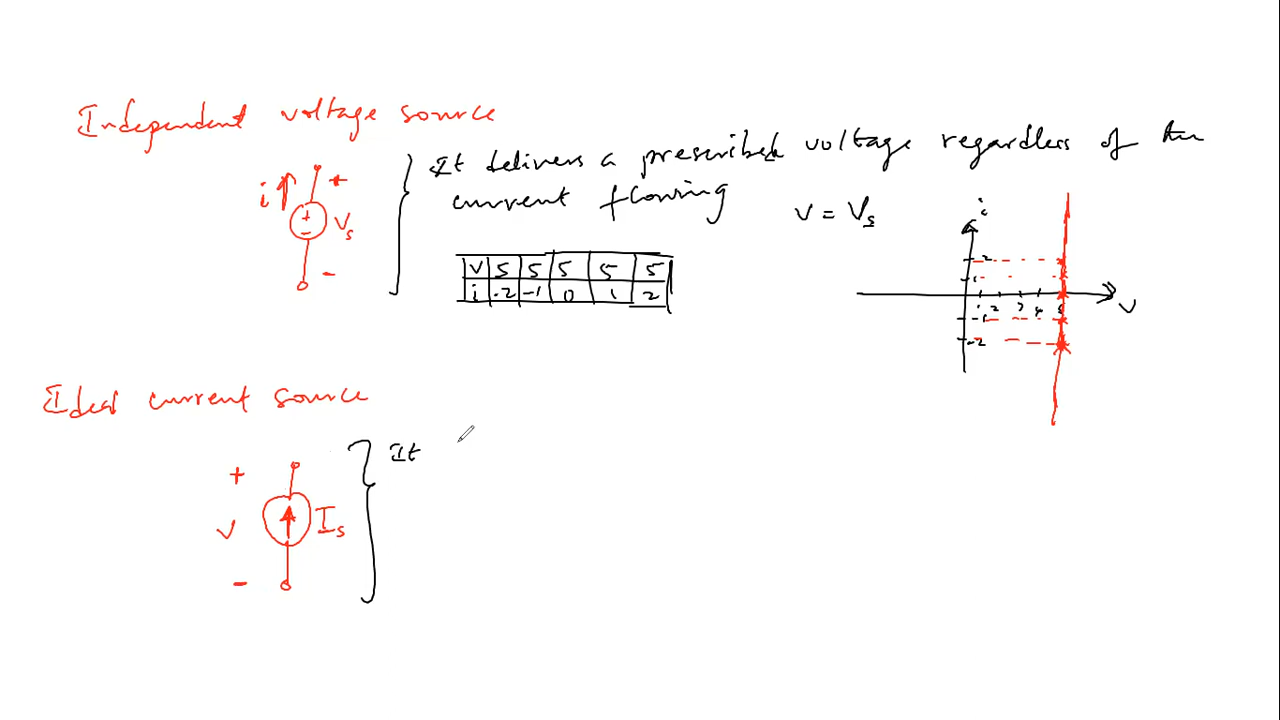 Independent voltage source
It delivers a prescribed voltage regardless of the
current flowing
i + Vs -
+ -
V = Vs
V 5 5 5 5 5
i -2 -1 0 1 2
i
2
1
1 2 3 4 5
V
-1
-2
Ideal current source
It
+
V Is
-